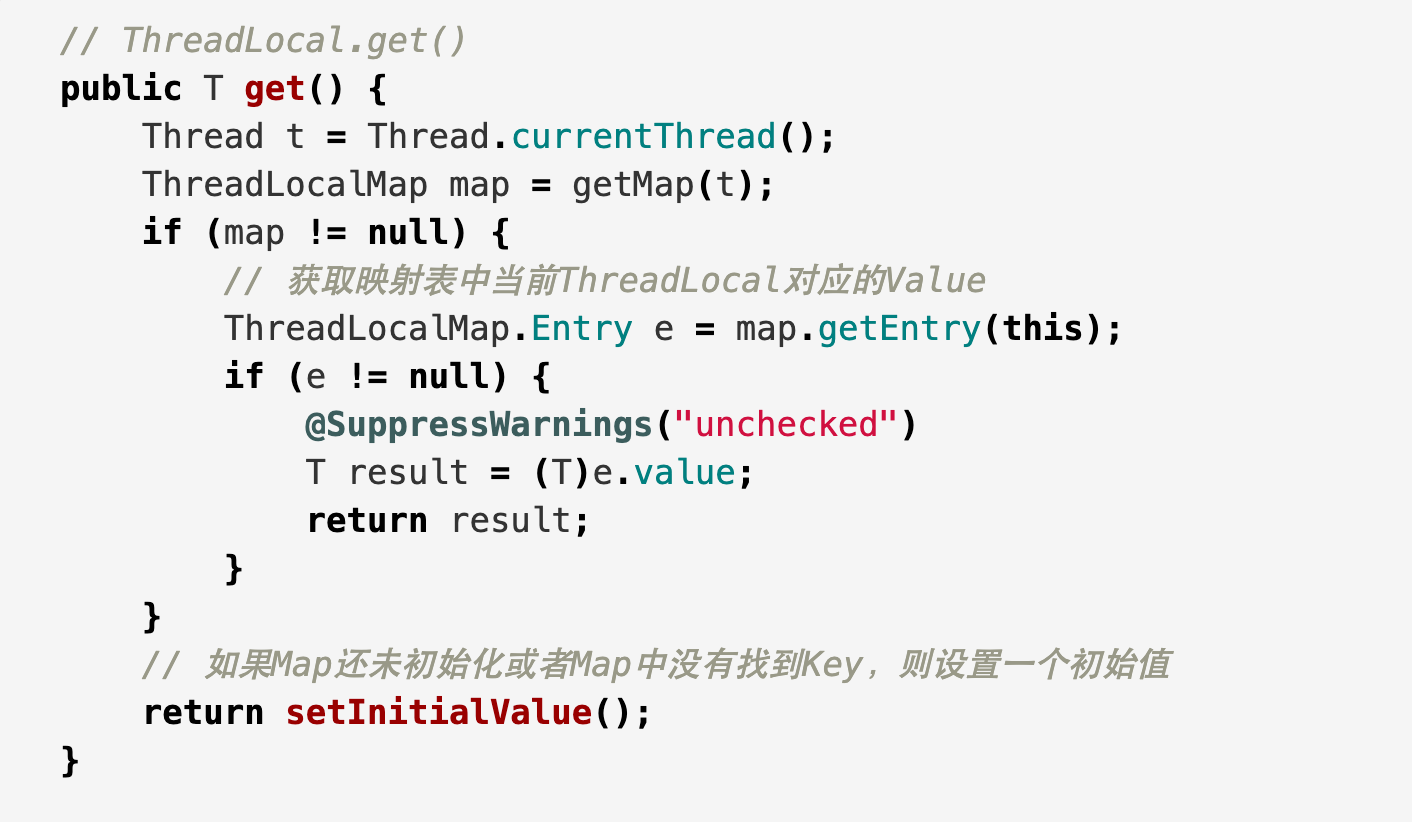 // ThreadLocal.get()
public T get() {
    Thread t = Thread.currentThread();
    ThreadLocalMap map = getMap(t);
    if (map != null) {
        // 获取映射表中当前ThreadLocal对应的Value
        ThreadLocalMap.Entry e = map.getEntry(this);
        if (e != null) {
            @SuppressWarnings("unchecked")
            T result = (T)e.value;
            return result;
        }
    }
    // 如果Map还未初始化或者Map中没有找到Key，则设置一个初始值
    return setInitialValue();
}